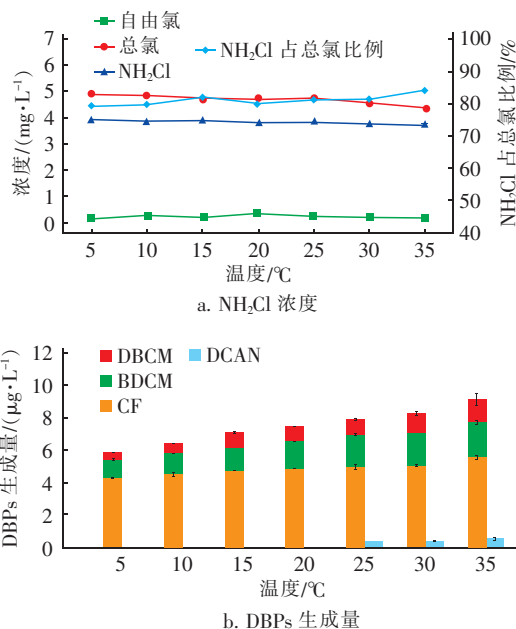 自由氯
总氯
NH₂Cl
NH₂Cl 占总氯比例
7
6
5
4
3
2
1
0
浓度/(mg·L⁻¹)
100
90
80
70
60
50
40
NH₂Cl 占总氯比例/%
5 10 15 20 25 30 35
温度/℃
a. NH₂Cl 浓度
DBCM
DCAN
BDCM
CF
12
10
8
6
4
2
0
DBPs 生成量/(μg·L⁻¹)
5 10 15 20 25 30 35
温度/℃
b. DBPs 生成量